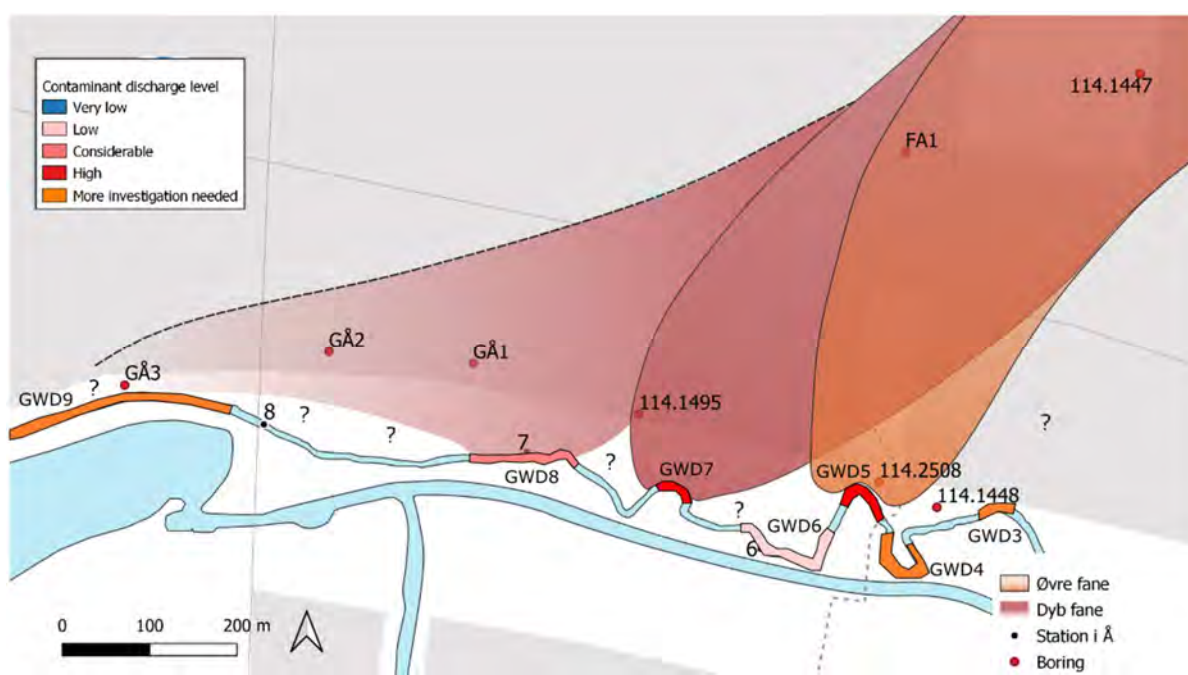 Contaminant discharge level
Very low
Low
Considerable
High
More investigation needed
114.1447
FA1
GÅ2
GÅ1
GÅ3
?
GWD9
8
?
?
114.1495
7
GWD8
?
GWD7
GWD5
114.2508
?
114.1448
?
GWD6
6
GWD3
GWD4
0 100 200 m
Øvre fane
Dyb fane
Station i Å
Boring